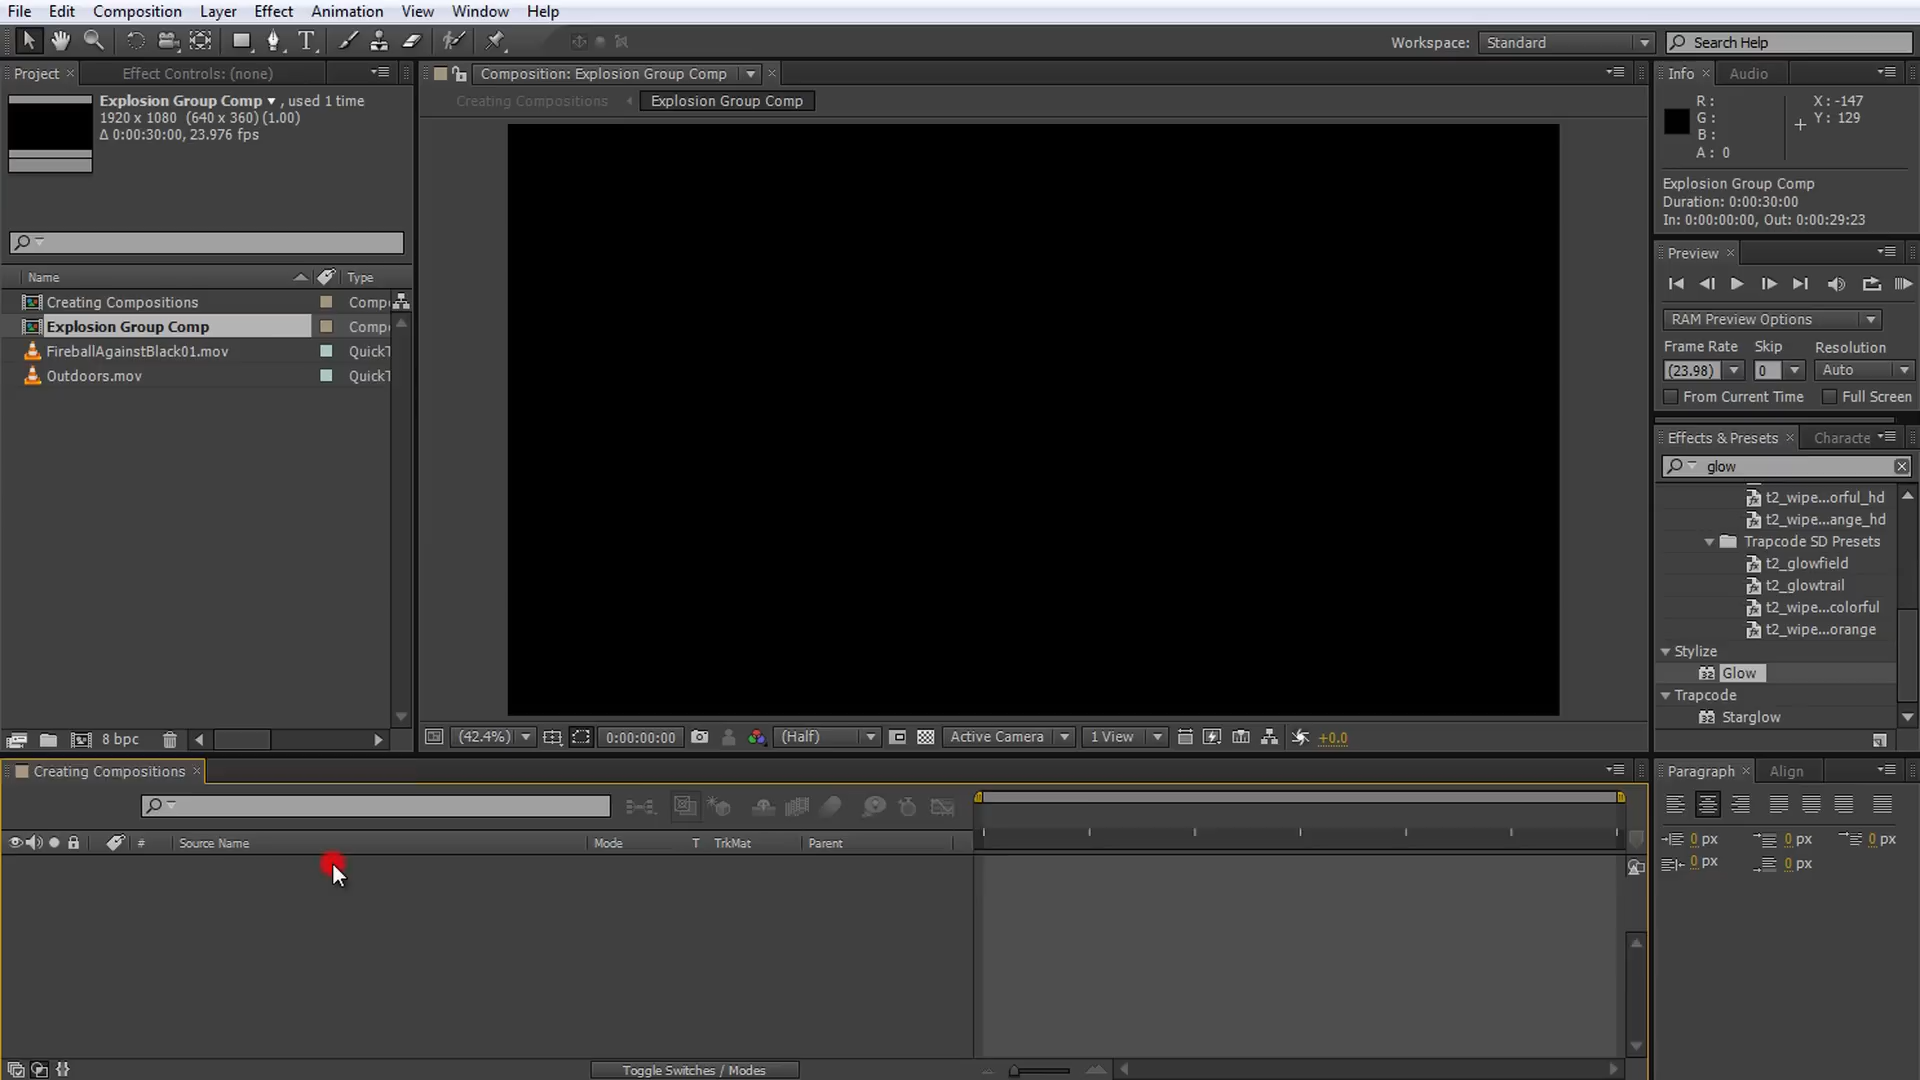 File Edit Composition Layer Effect Animation View Window Help
Workspace: Standard Search Help
Project Effect Controls: (none)
Explosion Group Comp , used 1 time
1920 x 1080 (640 x 360) (1.00)
Δ 0:00:30:00, 23.976 fps
Name Type
Creating Compositions Comp
Explosion Group Comp Comp
FireballAgainstBlack01.mov QuickT
Outdoors.mov QuickT
8 bpc
Composition: Explosion Group Comp
Creating Compositions Explosion Group Comp
(42.4%) 0:00:00:00 (Half) Active Camera 1 View +0.0
Info Audio
R: X: -147
G: Y: 129
B:
A: 0
Explosion Group Comp
Duration: 0:00:30:00
In: 0:00:00:00, Out: 0:00:29:23
Preview
RAM Preview Options
Frame Rate Skip Resolution
(23.98) 0 Auto
From Current Time Full Screen
Effects & Presets Characte
glow
t2_wipe...orful_hd
t2_wipe...ange_hd
Trapcode SD Presets
t2_glowfield
t2_glowtrail
t2_wipe...colorful
t2_wipe...orange
Stylize
32 Glow
Trapcode
32 Starglow
Creating Compositions
# Source Name Mode T TrkMat Parent
Toggle Switches / Modes
Paragraph Align
0 px 0 px 0 px
0 px 0 px